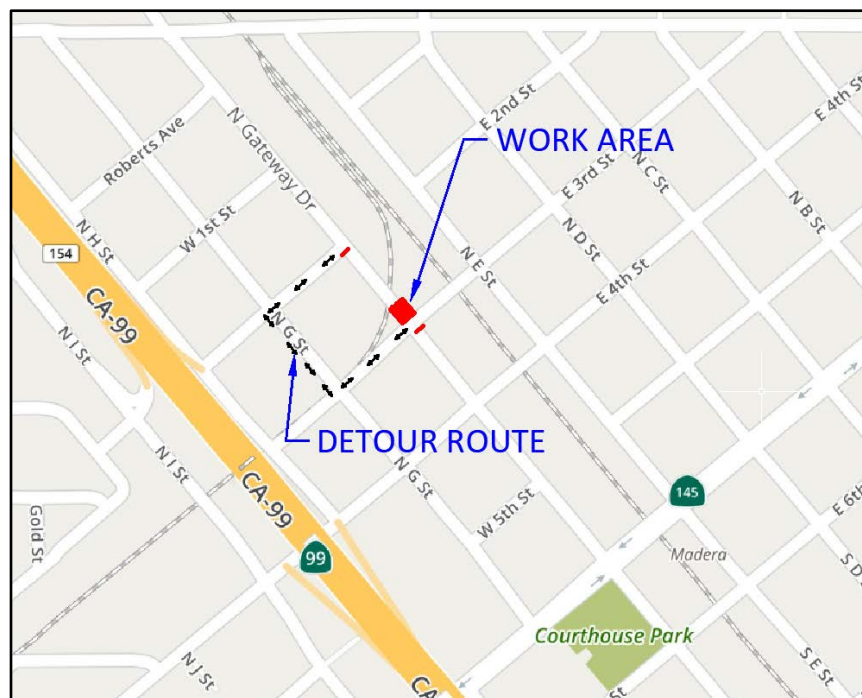 E 4th St
E 2nd St
WORK AREA
Roberts Ave
N Gateway Dr
N C St
E 3rd St
N B St
W 1st St
N H St
N D St
154
N E St
E 4th St
CA-99
N I St
N G St
DETOUR ROUTE
N I St
N G St
CA-99
145
E 6th
W 5th St
Gold St
99
Madera
S D
Courthouse Park
N J St
S E St
CA
St